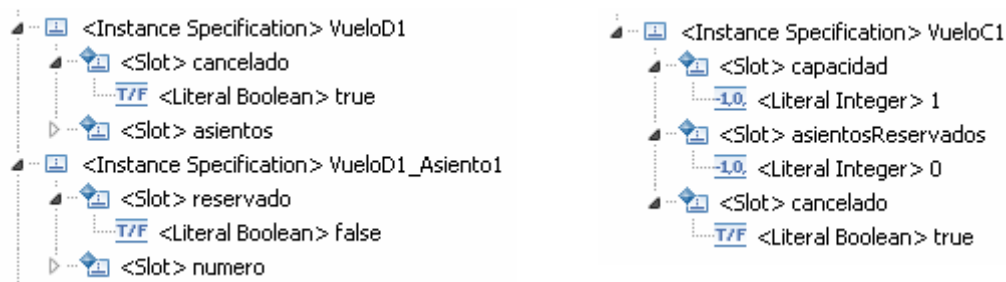 <Instance Specification> VueloD1
<Slot> cancelado
T/F <Literal Boolean> true
<Slot> asientos
<Instance Specification> VueloD1_Asiento1
<Slot> reservado
T/F <Literal Boolean> false
<Slot> numero
<Instance Specification> VueloC1
<Slot> capacidad
-1,0, <Literal Integer> 1
<Slot> asientosReservados
-1,0, <Literal Integer> 0
<Slot> cancelado
T/F <Literal Boolean> true